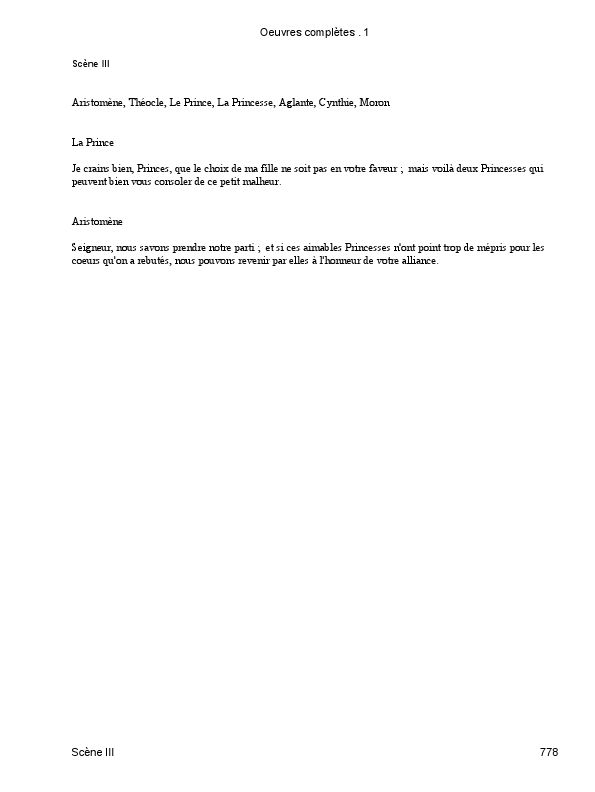 Oeuvres complètes . 1
Scène III
Aristomène, Théocle, Le Prince, La Princesse, Aglante, Cynthie, Moron
La Prince
Je crains bien, Princes, que le choix de ma fille ne soit pas en votre faveur ; mais voilà deux Princesses qui
peuvent bien vous consoler de ce petit malheur.
Aristomène
Seigneur, nous savons prendre notre parti ; et si ces aimables Princesses n'ont point trop de mépris pour les
coeurs qu'on a rebutés, nous pouvons revenir par elles à l'honneur de votre alliance.
Scène III 778